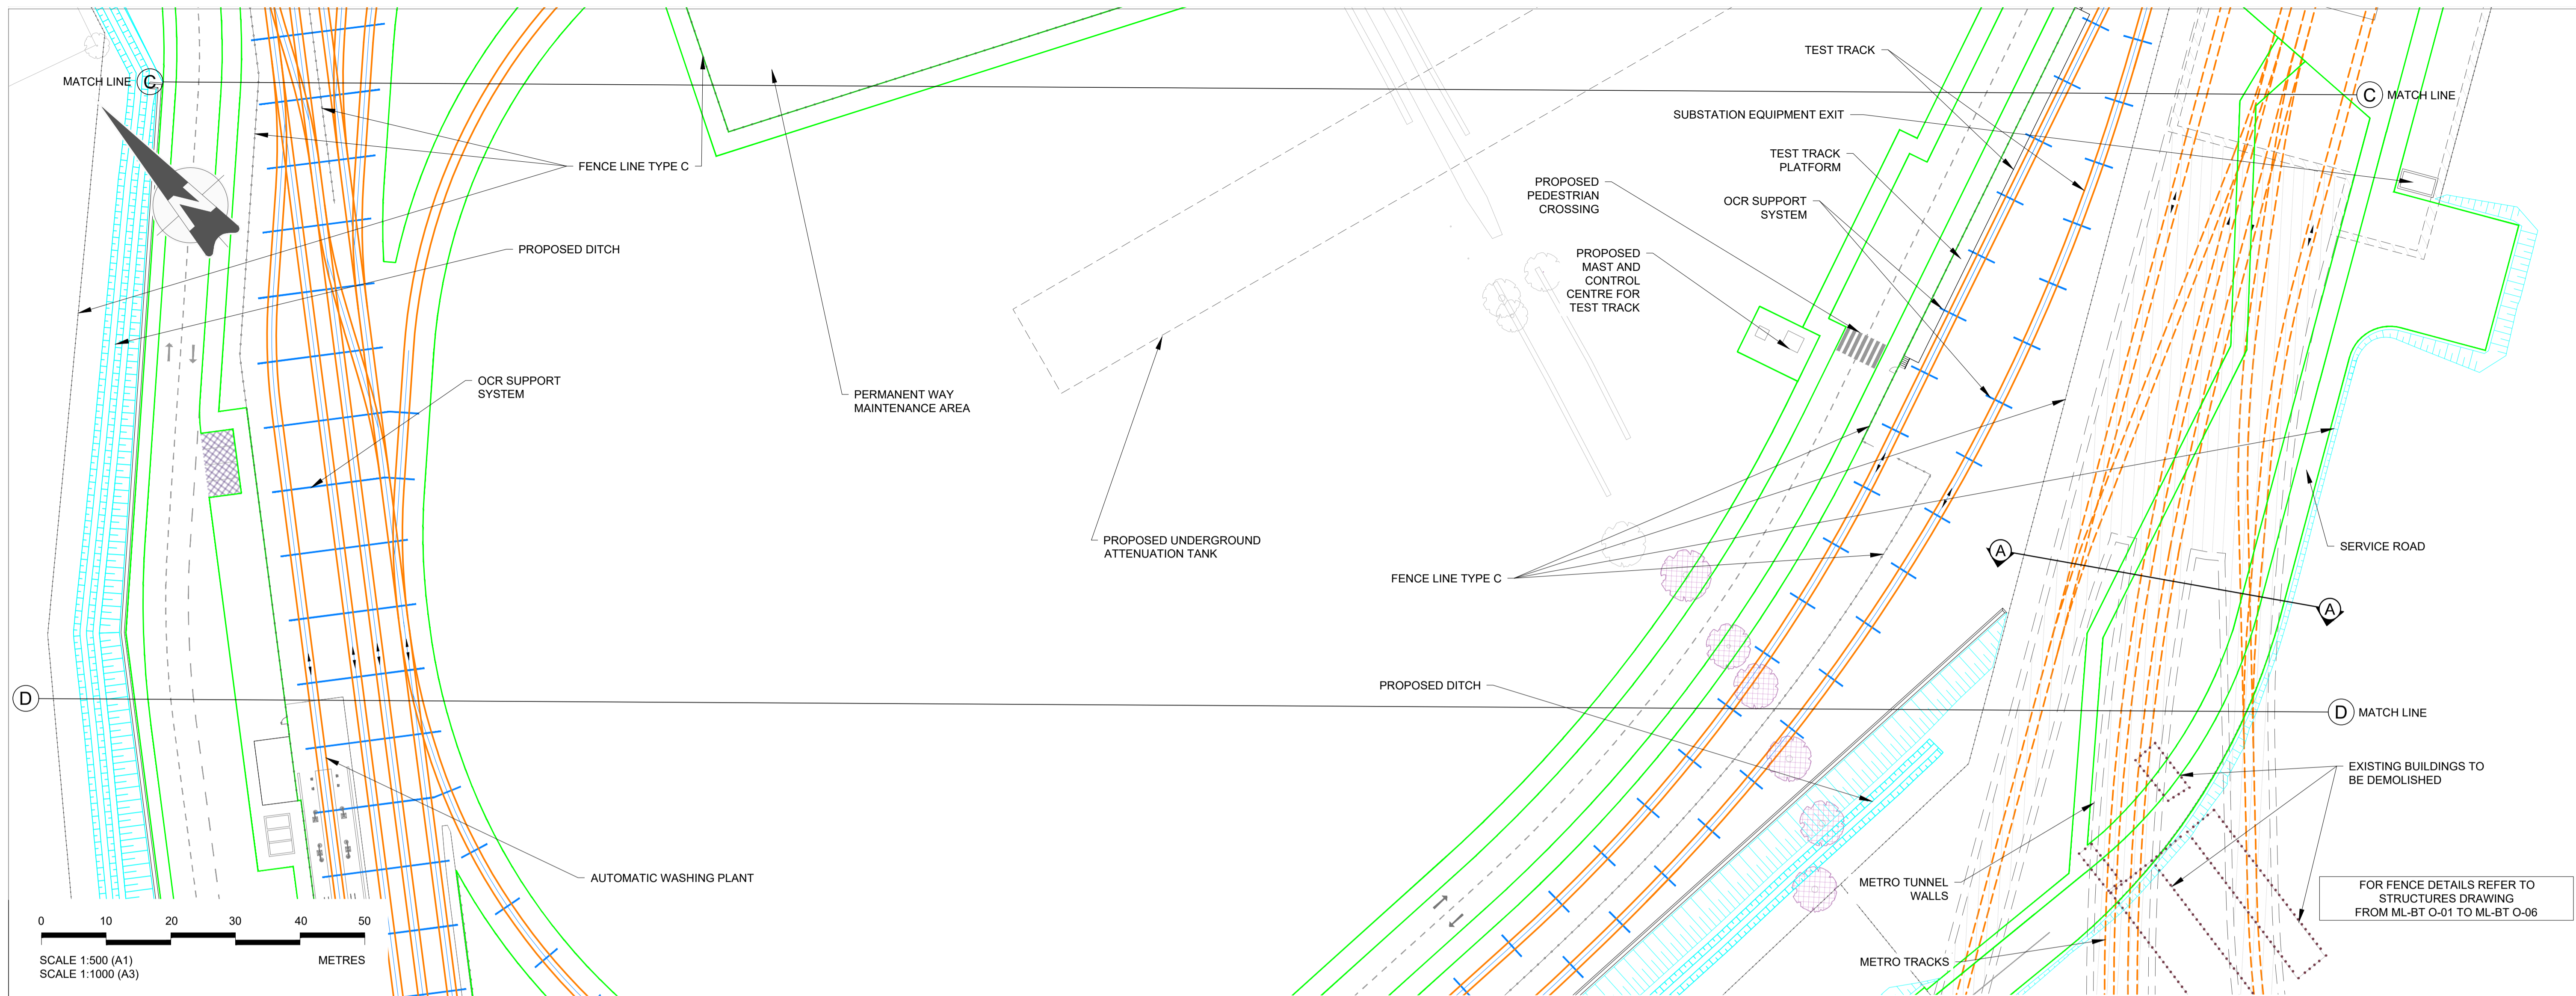 MATCH LINE
C
FENCE LINE TYPE C
PROPOSED DITCH
OCR SUPPORT
SYSTEM
PERMANENT WAY
MAINTENANCE AREA
PROPOSED UNDERGROUND
ATTENUATION TANK
D
AUTOMATIC WASHING PLANT
0 10 20 30 40 50
SCALE 1:500 (A1)
METRES
SCALE 1:1000 (A3)
TEST TRACK
C
MATCH LINE
SUBSTATION EQUIPMENT EXIT
TEST TRACK
PLATFORM
PROPOSED
PEDESTRIAN
CROSSING
OCR SUPPORT
SYSTEM
PROPOSED
MAST AND
CONTROL
CENTRE FOR
TEST TRACK
FENCE LINE TYPE C
A
A
SERVICE ROAD
PROPOSED DITCH
D
MATCH LINE
EXISTING BUILDINGS TO
BE DEMOLISHED
METRO TUNNEL
WALLS
METRO TRACKS
FOR FENCE DETAILS REFER TO
STRUCTURES DRAWING
FROM ML-BT O-01 TO ML-BT O-06